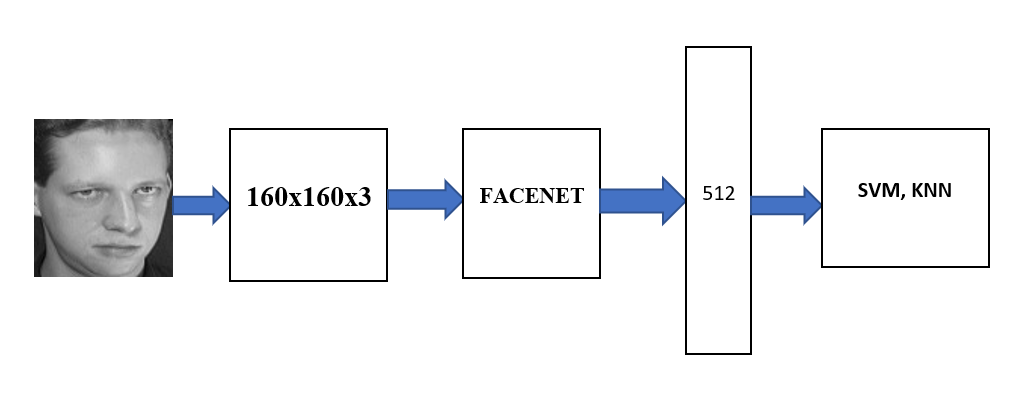 160x160x3
FACENET
512
SVM, KNN